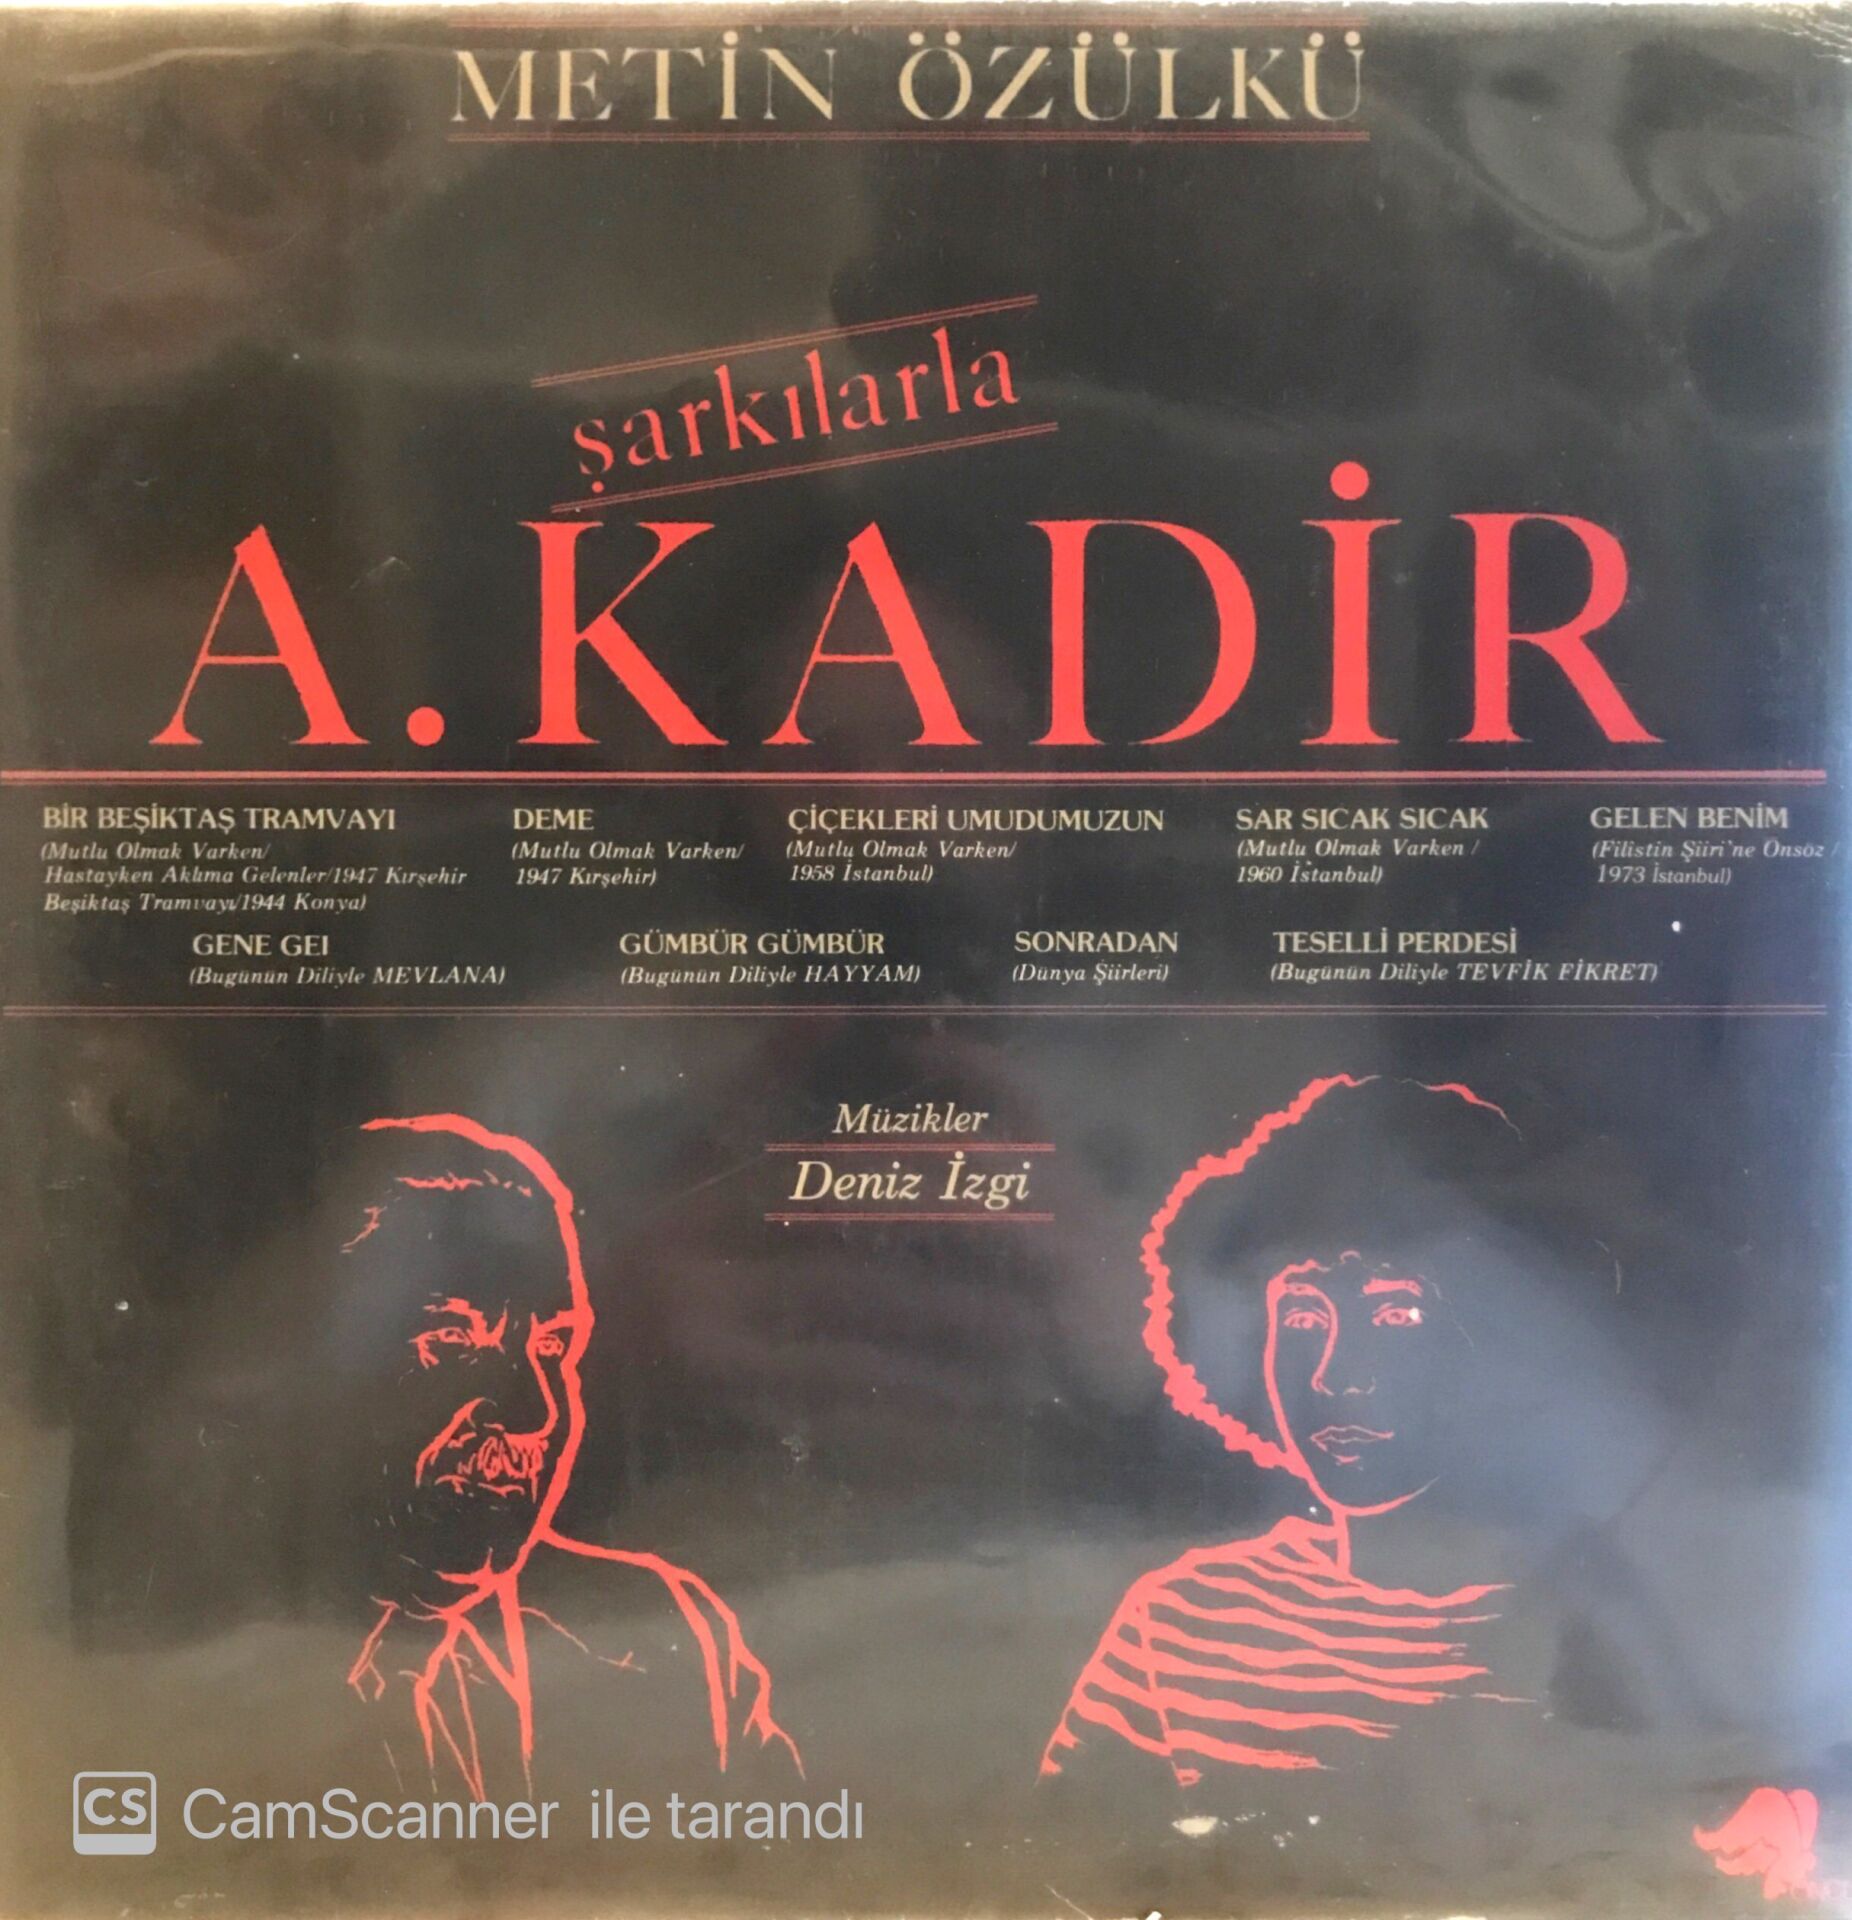 METİN ÖZÜLKÜ
şarkılarla
A. KADİR
BİR BEŞİKTAŞ TRAMVAYI
(Mutlu Olmak Varken/
Hastayken Aklıma Gelenler/1947 Kırşehir
Beşiktaş Tramvayı/1944 Konya)
DEME
(Mutlu Olmak Varken/
1947 Kırşehir)
ÇİÇEKLERİ UMUDUMUZUN
(Mutlu Olmak Varken/
1958 İstanbul)
SAR SICAK SICAK
(Mutlu Olmak Varken /
1960 İstanbul)
GELEN BENİM
(Filistin Şiiri'ne Önsöz /
1973 İstanbul)
GENE GEl
(Bugünün Diliyle MEVLANA)
GÜMBÜR GÜMBÜR
(Bugünün Diliyle HAYYAM)
SONRADAN
(Dünya Şiirleri)
TESELLİ PERDESİ
(Bugünün Diliyle TEVFİK FİKRET)
Müzikler
Deniz İzgi
CS CamScanner ile tarandı